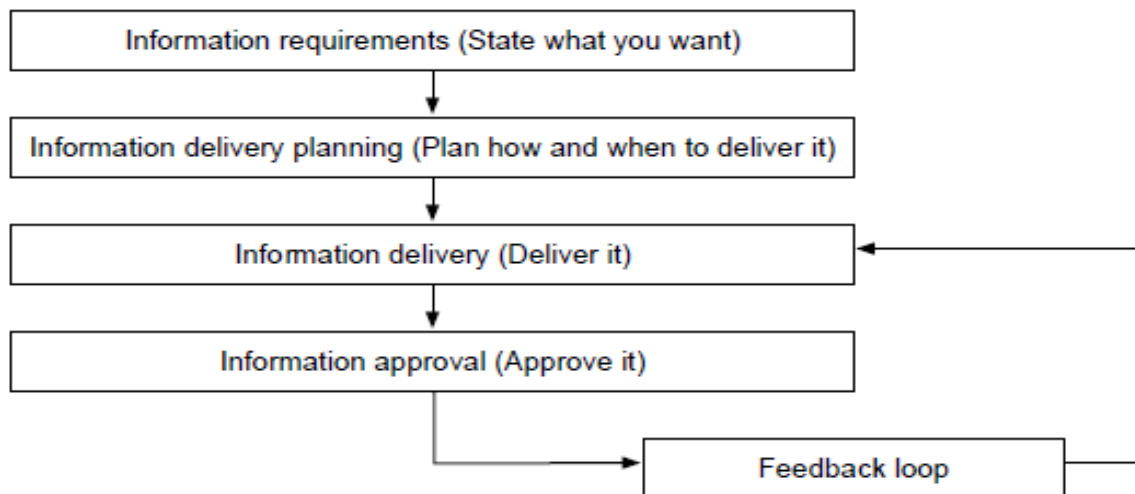 Information requirements (State what you want)
Information delivery planning (Plan how and when to deliver it)
Information delivery (Deliver it)
Information approval (Approve it)
Feedback loop